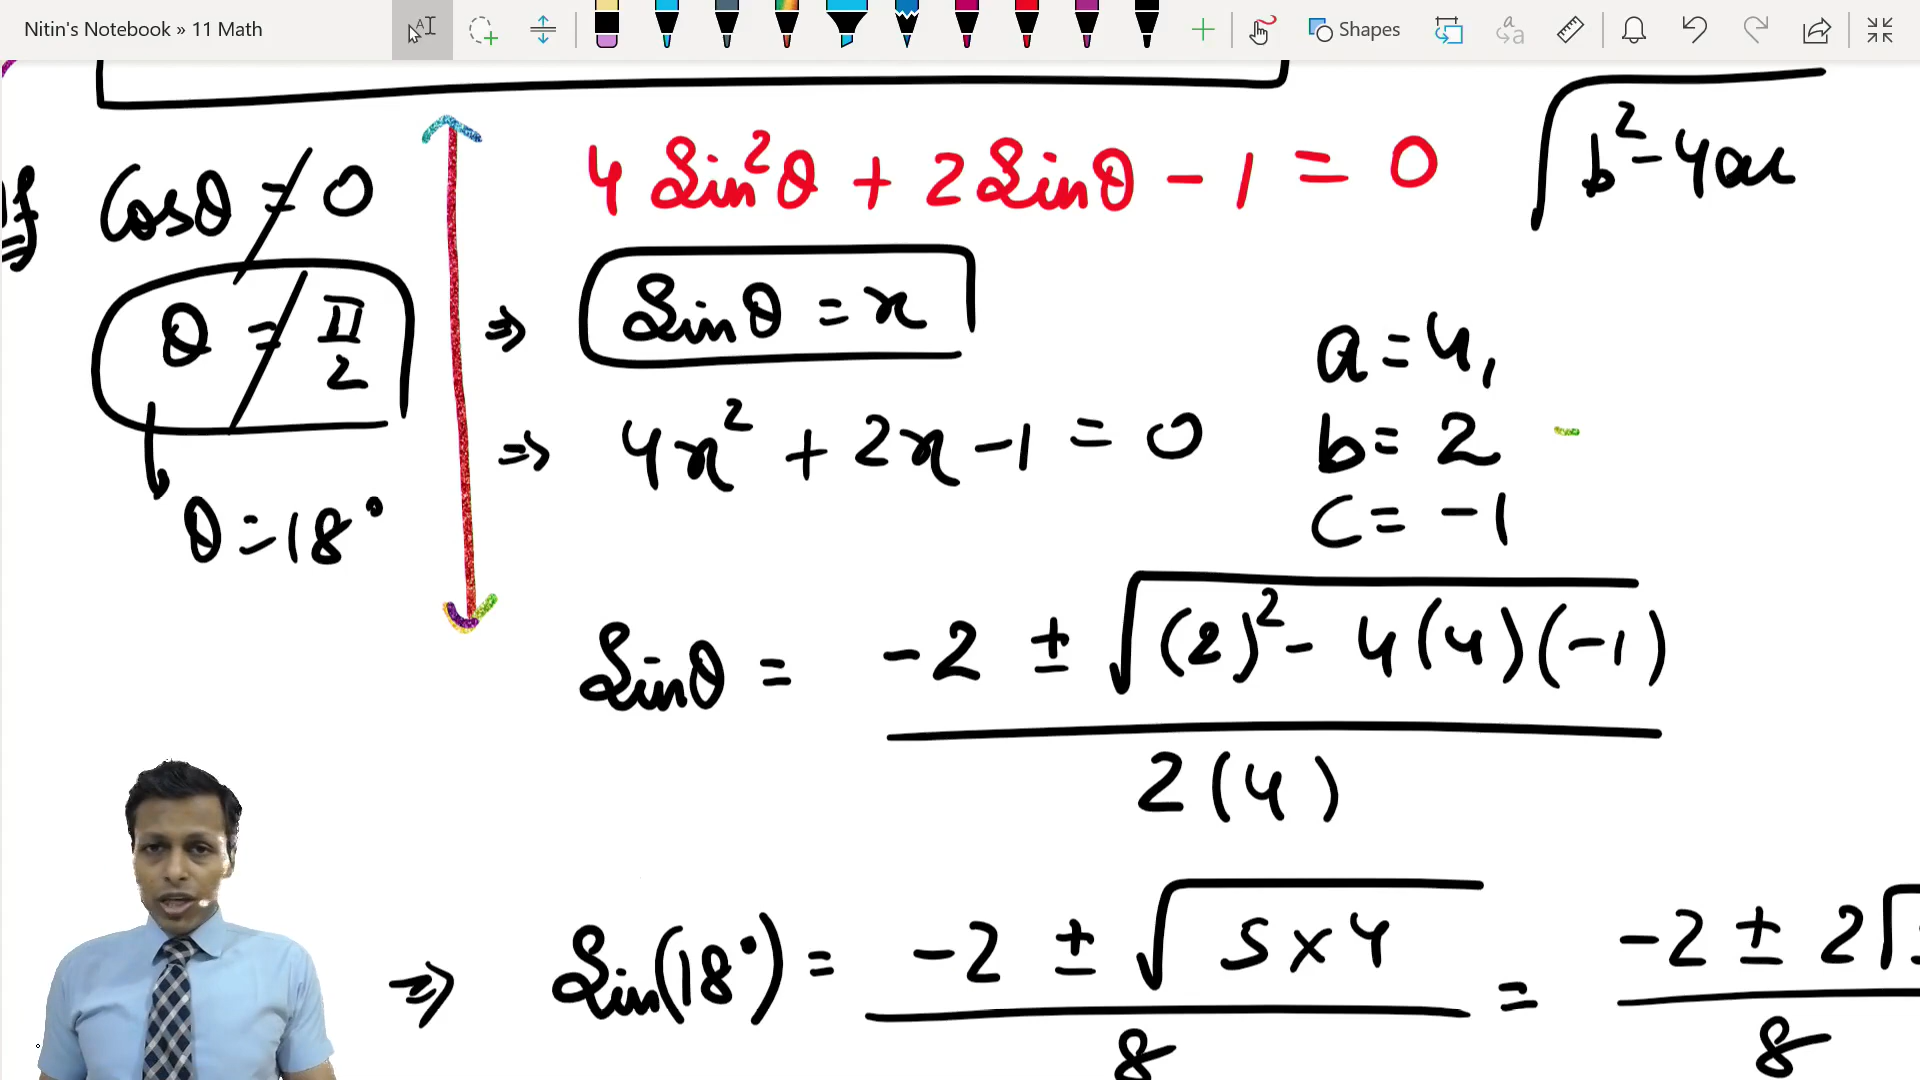 Nitin's Notebook » 11 Math
Shapes
If Cosθ ≠ 0
θ ≠ π/2
θ = 18°
4 Sin²θ + 2 Sinθ - 1 = 0
√b² - 4ac
⇒ Sinθ = x
⇒ 4x² + 2x - 1 = 0
a = 4,
b = 2
c = -1
Sinθ = -2 ± √(2)² - 4(4)(-1) / 2(4)
⇒ Sin(18°) = -2 ± √5 × 4 / 8 = -2 ± 2√ / 8